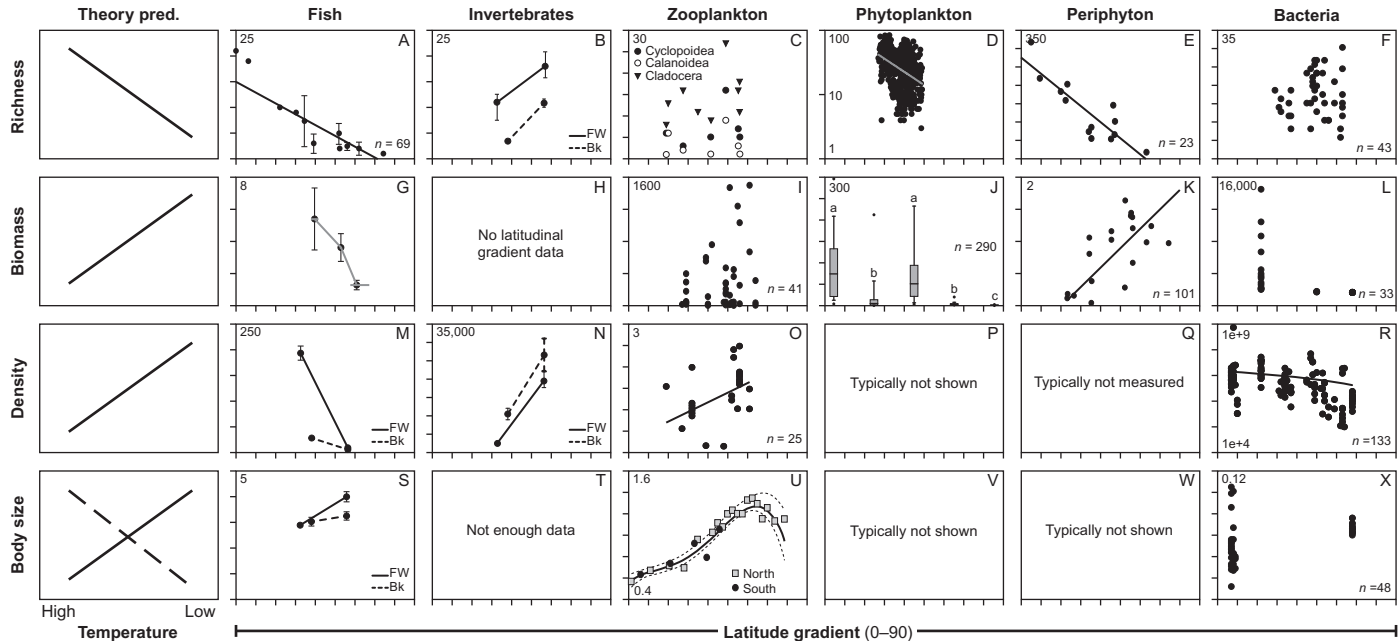 Theory pred. Fish Invertebrates Zooplankton Phytoplankton Periphyton Bacteria
Richness
25 A
n = 69
25 B
FW
Bk
30 C
Cyclopoidea
Calanoidea
Cladocera
100 D
10
1
350 E
n = 23
35 F
n = 43
Biomass
8 G
H
No latitudinal
gradient data
1600 I
n = 41
300 J
a b a b c
n = 290
2 K
n = 101
16,000 L
n = 33
Density
250 M
FW
Bk
35,000 N
FW
Bk
3 O
n = 25
P
Typically not shown
Q
Typically not measured
1e+9 R
1e+4
n =133
Body size
5 S
FW
Bk
T
Not enough data
1.6 U
0.4
North
South
V
Typically not shown
W
Typically not shown
0.12 X
n =48
High Low
Temperature Latitude gradient (0–90)